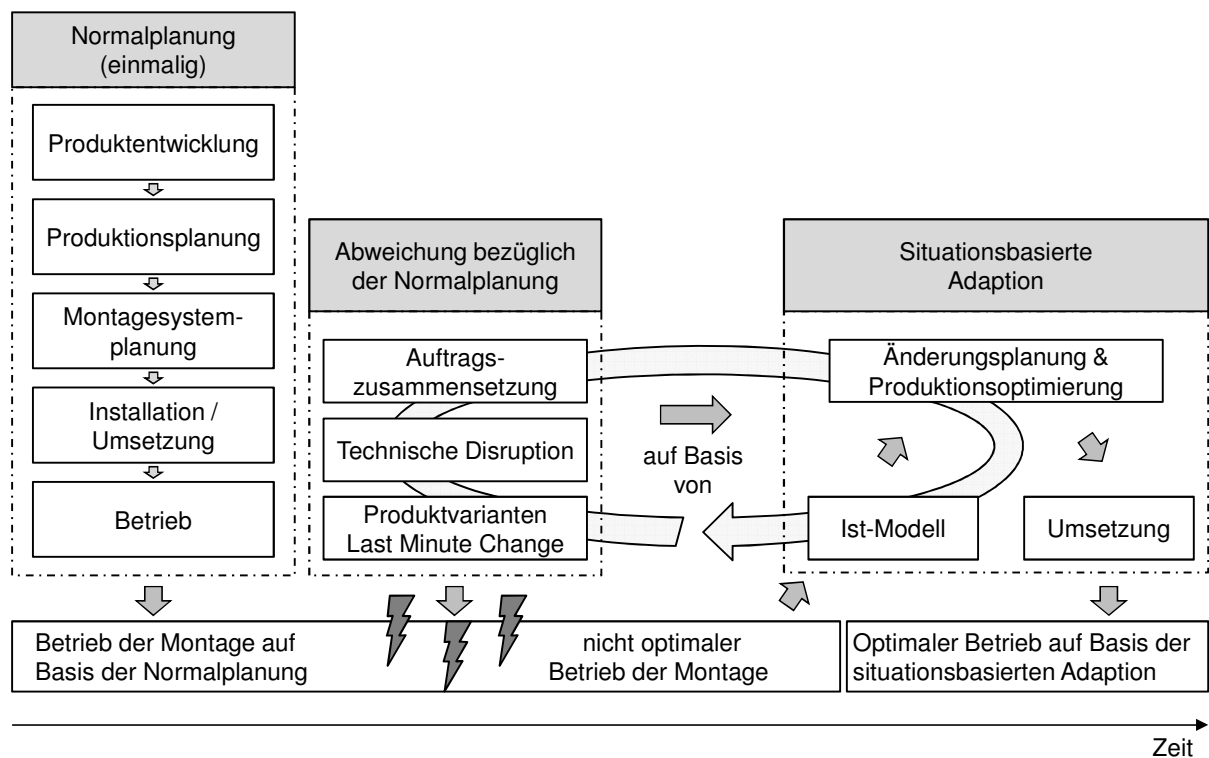 Normalplanung
(einmalig)
Produktentwicklung
Produktionsplanung
Montagesystem-
planung
Installation /
Umsetzung
Betrieb
Abweichung bezüglich
der Normalplanung
Auftrags-
zusammensetzung
Technische Disruption
Produktvarianten
Last Minute Change
auf Basis
von
Situationsbasierte
Adaption
Änderungsplanung &
Produktionsoptimierung
Ist-Modell
Umsetzung
Betrieb der Montage auf
Basis der Normalplanung
nicht optimaler
Betrieb der Montage
Optimaler Betrieb auf Basis der
situationsbasierten Adaption
Zeit